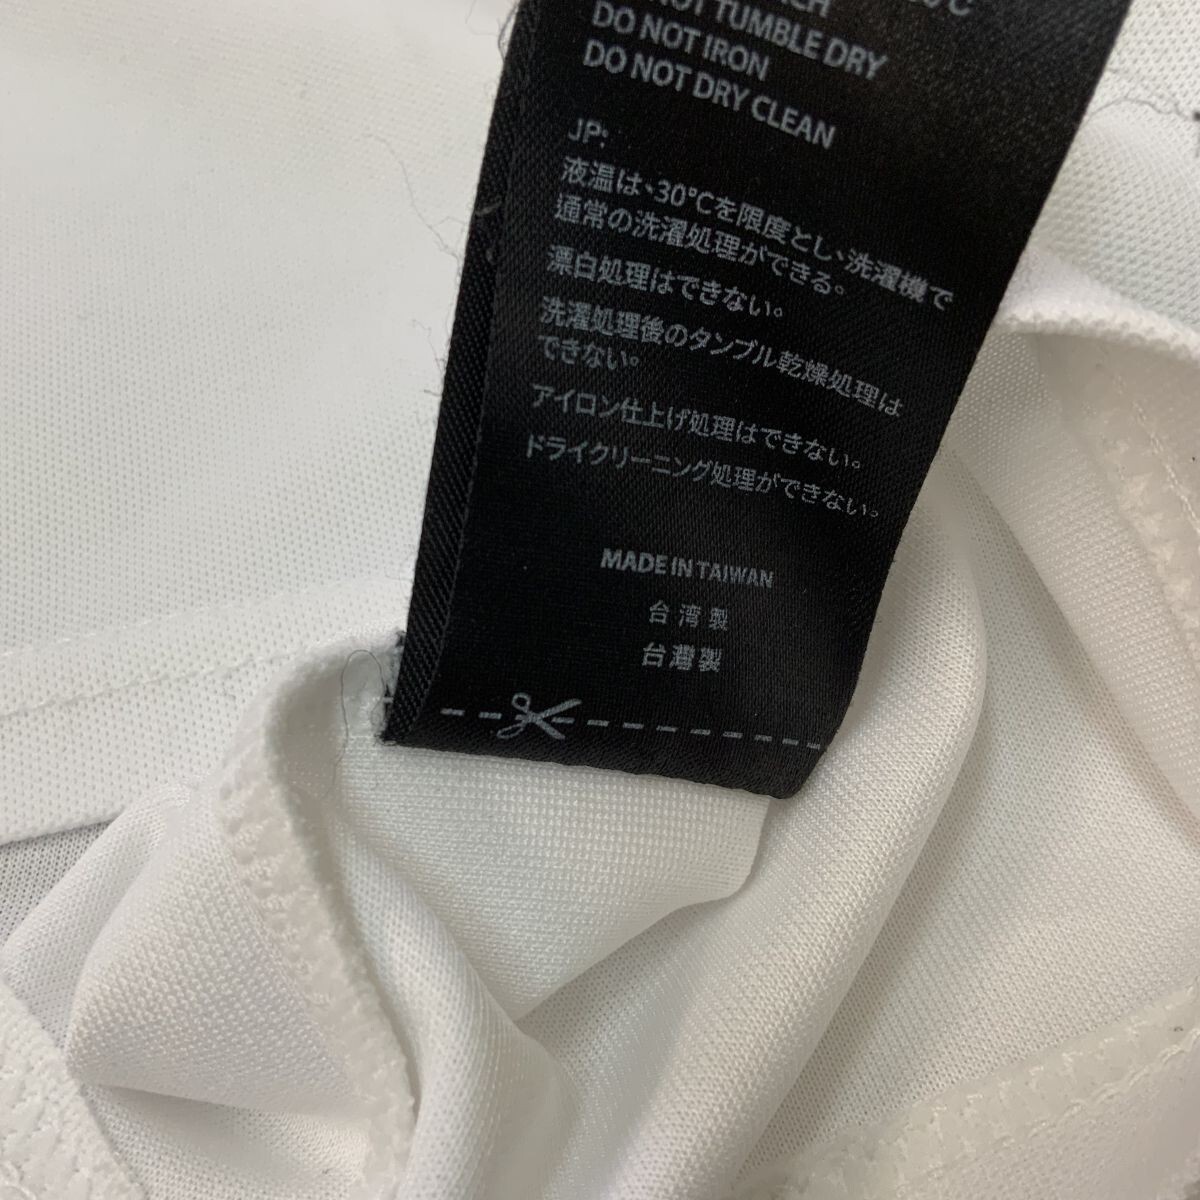 DO NOT TUMBLE DRY
DO NOT IRON
DO NOT DRY CLEAN
JP:
液温は、30℃を限度とし、洗濯機で
通常の洗濯処理ができる。
漂白処理はできない。
洗濯処理後のタンブル乾燥処理は
できない。
アイロン仕上げ処理はできない。
ドライクリーニング処理ができない。
MADE IN TAIWAN
台湾製
台灣製